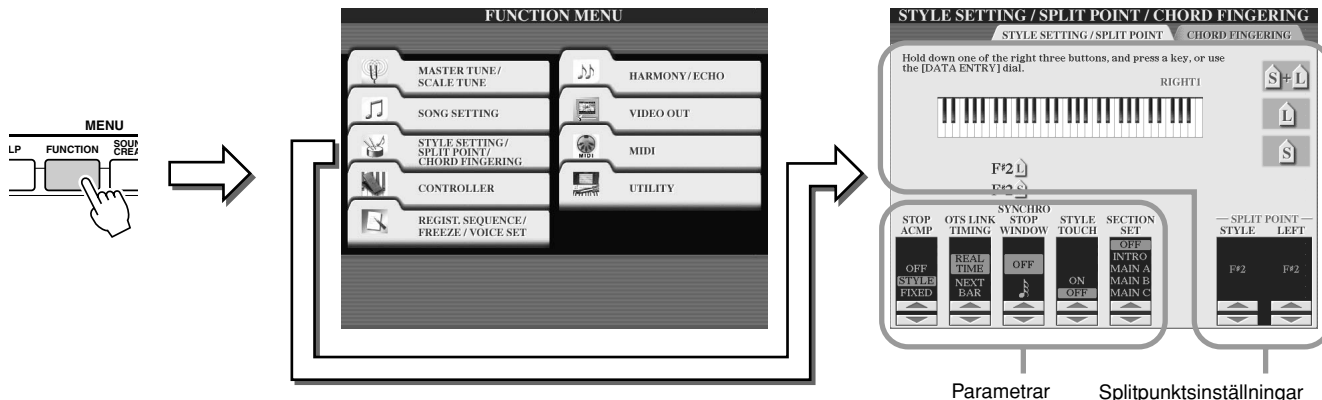 MENU
LP FUNCTION SOUN
CREA
FUNCTION MENU
MASTER TUNE/
SCALE TUNE
SONG SETTING
STYLE SETTING/
SPLIT POINT/
CHORD FINGERING
CONTROLLER
REGIST. SEQUENCE/
FREEZE / VOICE SET
HARMONY/ECHO
VIDEO OUT
MIDI
MIDI
UTILITY
STYLE SETTING / SPLIT POINT / CHORD FINGERING
STYLE SETTING / SPLIT POINT CHORD FINGERING
Hold down one of the right three buttons, and press a key, or use
the [DATA ENTRY] dial.
RIGHT1
S+L
L
S
F#2 L
F#2 S
STOP
ACMP
OFF
STYLE
FIXED
OTS LINK
TIMING
REAL
TIME
NEXT
BAR
SYNCHRO
STOP
WINDOW
OFF
STYLE
TOUCH
ON
OFF
SECTION
SET
OFF
INTRO
MAIN A
MAIN B
MAIN C
SPLIT POINT
STYLE LEFT
F#2 F#2
Parametrar Splitpunktsinställningar